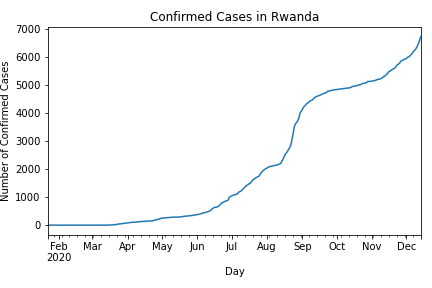 Confirmed Cases in Rwanda
Number of Confirmed Cases
7000
6000
5000
4000
3000
2000
1000
0
Feb Mar Apr May Jun Jul Aug Sep Oct Nov Dec
2020
Day